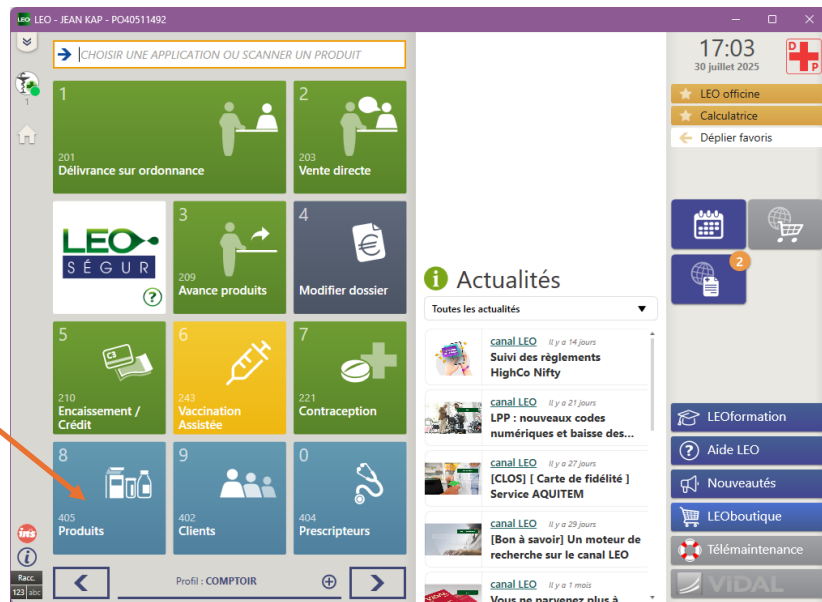 LEO LEO - JEAN KAP - PO40511492
CHOISIR UNE APPLICATION OU SCANNER UN PRODUIT
17:03
30 juillet 2025
D
P
1
LEO officine
Calculatrice
Déplier favoris
1
201
Délivrance sur ordonnance
2
203
Vente directe
LEO
SÉGUR
?
3
209
Avance produits
4
€
Modifier dossier
2
i Actualités
Toutes les actualités
5
210
Encaissement /
Crédit
6
243
Vaccination
Assistée
7
221
Contraception
canal LEO Il y a 14 jours
Suivi des règlements
HighCo Nifty
canal LEO Il y a 21 jours
LPP : nouveaux codes
numériques et baisse des...
canal LEO Il y a 27 jours
[CLOS] [ Carte de fidélité ]
Service AQUITEM
canal LEO Il y a 29 jours
[Bon à savoir] Un moteur de
recherche sur le canal LEO
canal LEO Il y a 1 mois
Vous ne parvenez plus à
8
405
Produits
9
402
Clients
0
404
Prescripteurs
LEOformation
? Aide LEO
Nouveautés
LEOboutique
Télémaintenance
ViDAL
ins
i
Racc.
123 abc
Profil : COMPTOIR